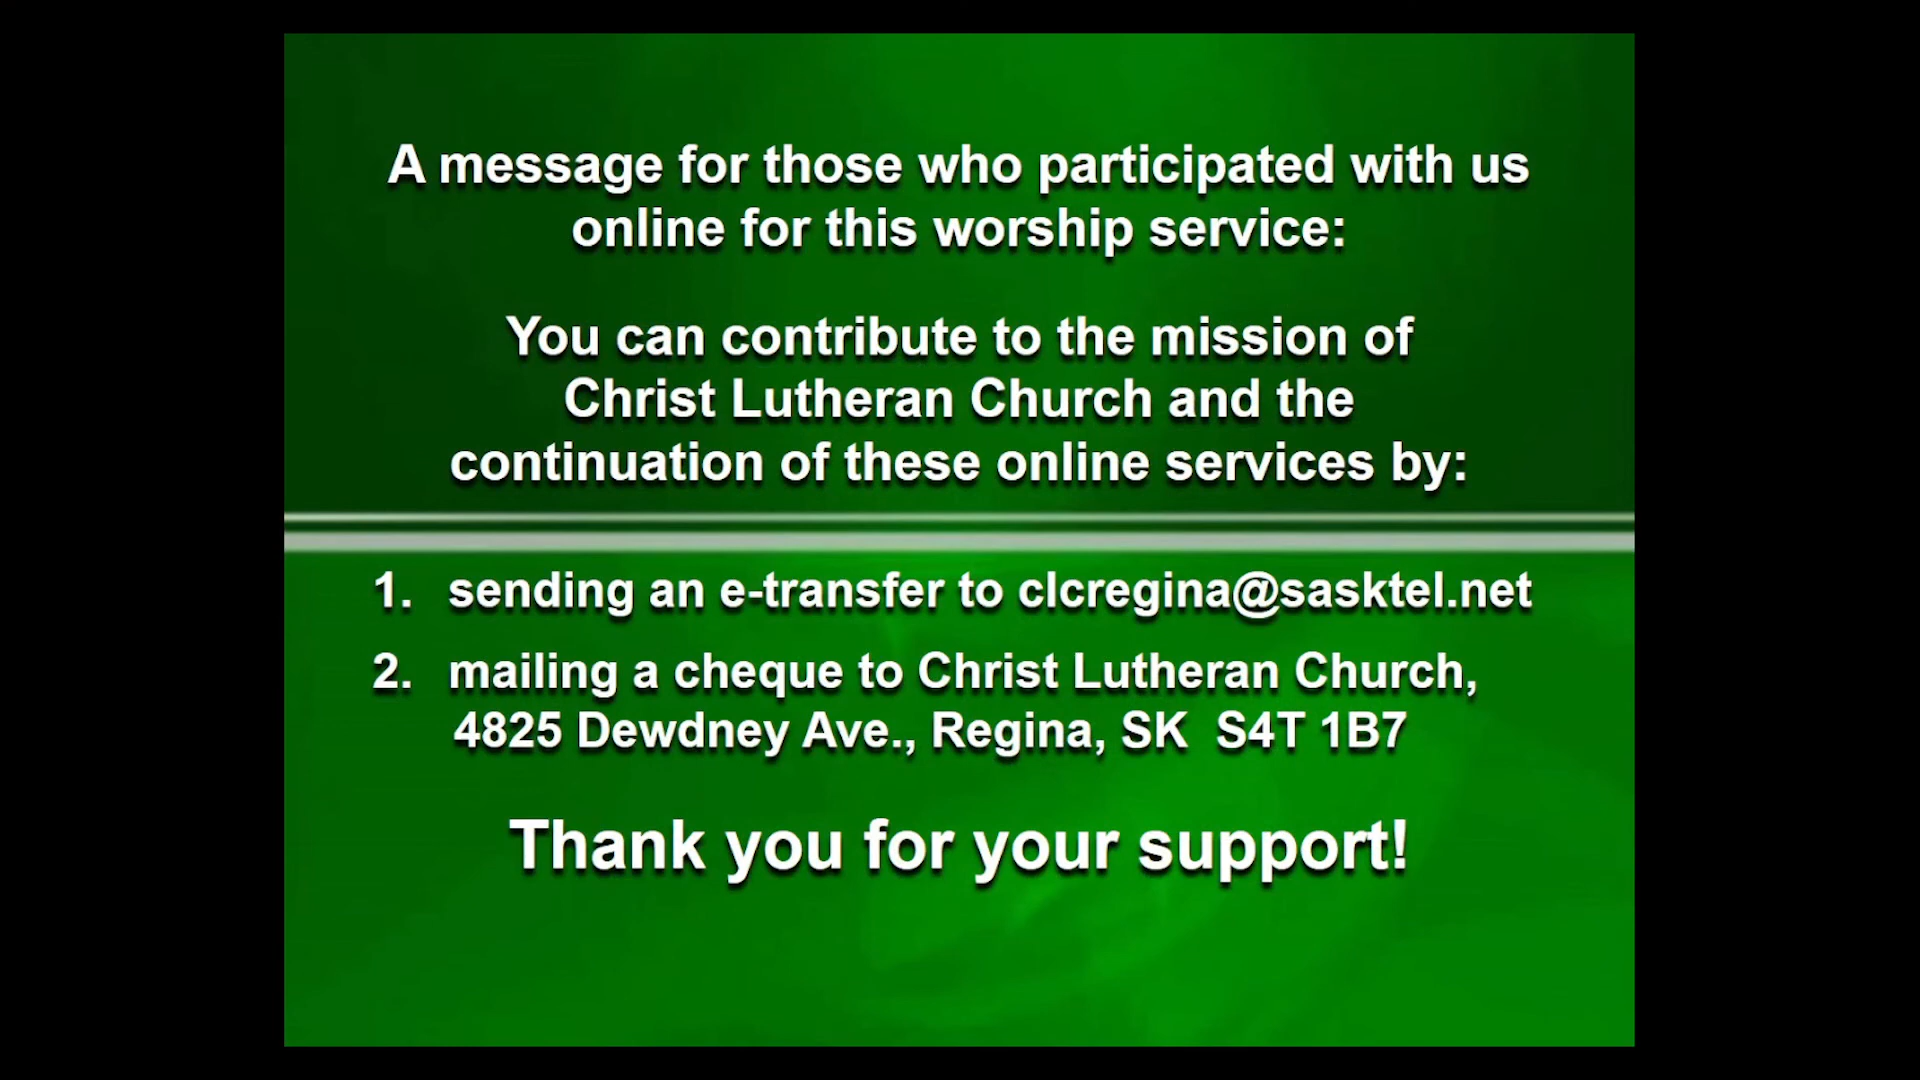 A message for those who participated with us
online for this worship service:
You can contribute to the mission of
Christ Lutheran Church and the
continuation of these online services by:
1. sending an e-transfer to clcregina@sasktel.net
2. mailing a cheque to Christ Lutheran Church,
4825 Dewdney Ave., Regina, SK  S4T 1B7
Thank you for your support!